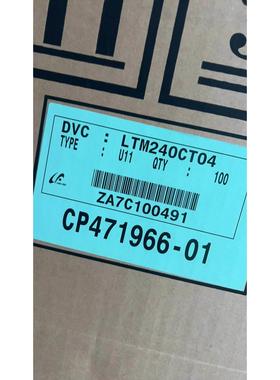 DVC : LTM240CT04
TYPE : U11 QTY : 100
ZA7C100491
CP471966-01